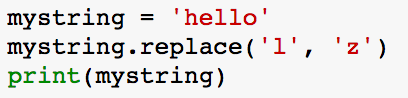 mystring = 'hello'
mystring.replace('l', 'z')
print(mystring)